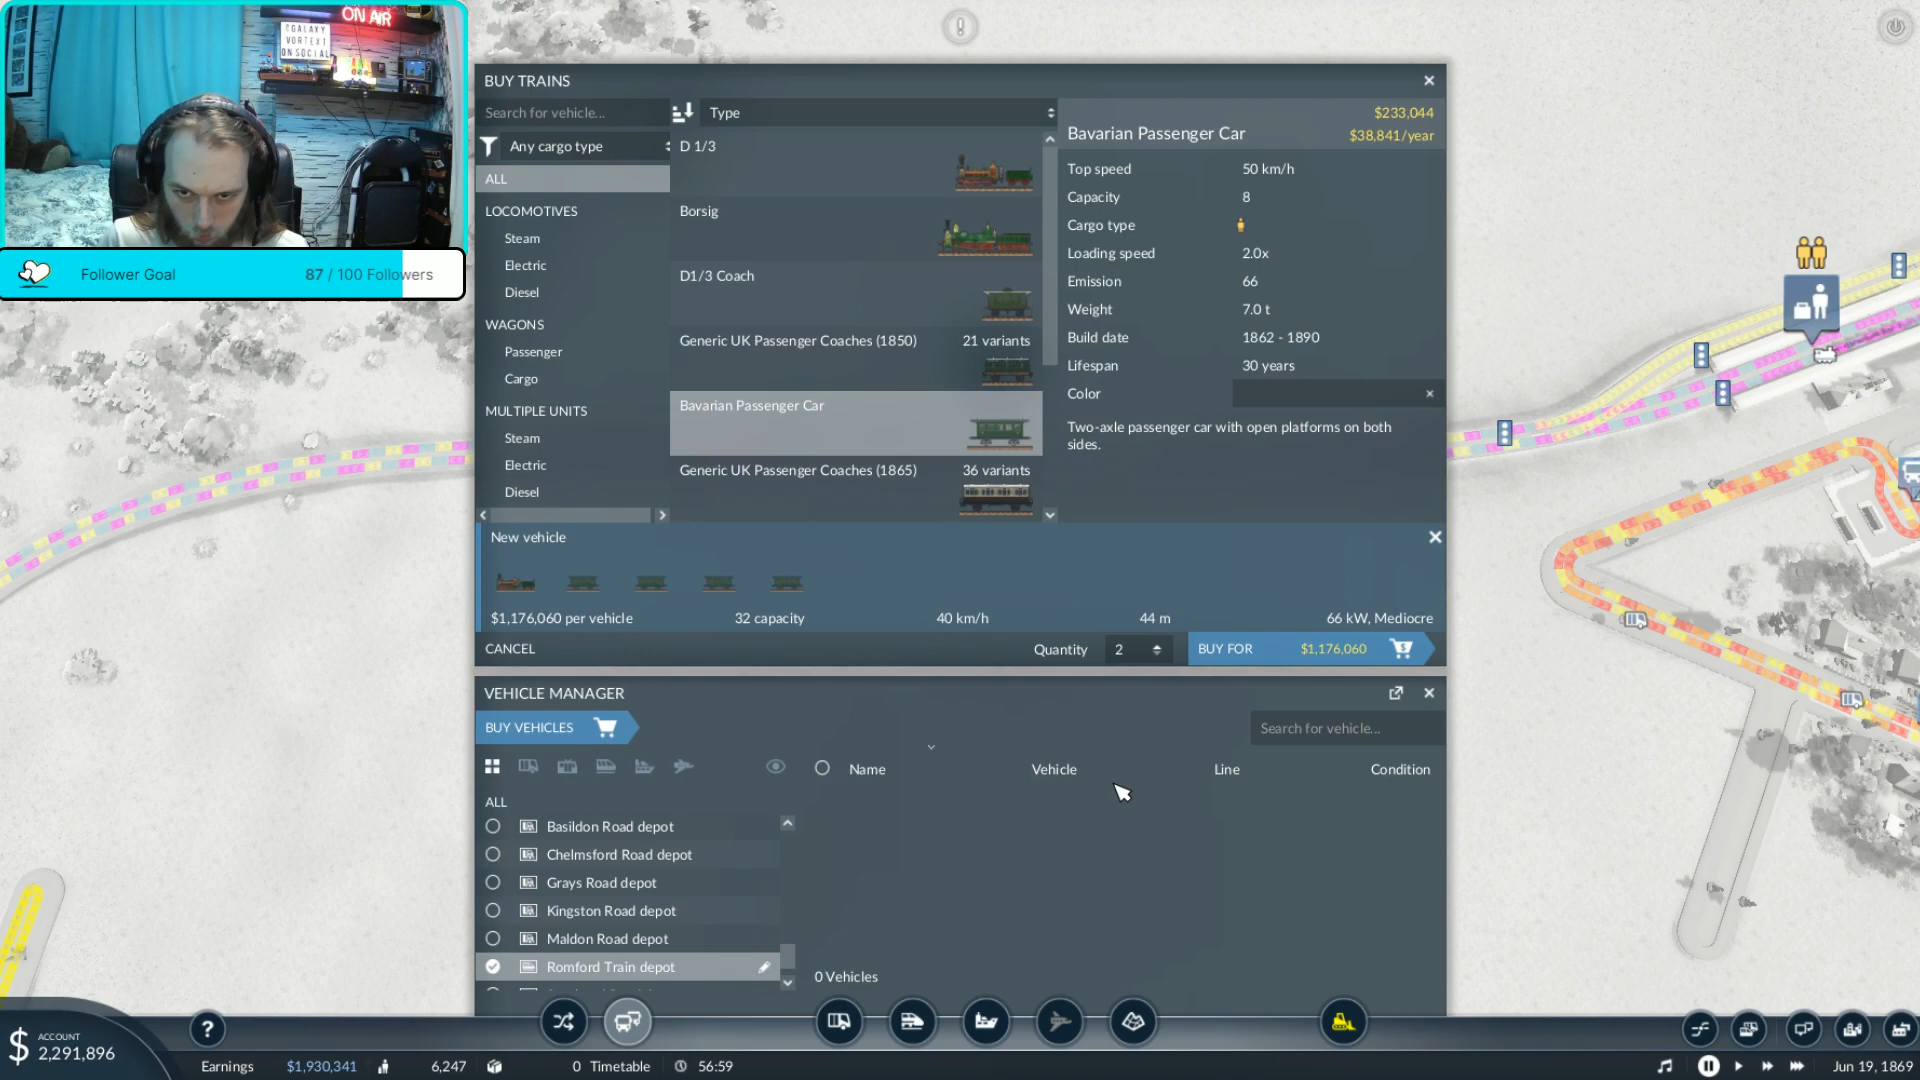 ON AIR
CGALAXY
VORTEXT
ON SOCIAL
Follower Goal
87 / 100 Followers
BUY TRAINS
Search for vehicle...
Type
Any cargo type
ALL
LOCOMOTIVES
Steam
Electric
Diesel
WAGONS
Passenger
Cargo
MULTIPLE UNITS
Steam
Electric
Diesel
D 1/3
Borsig
D1/3 Coach
Generic UK Passenger Coaches (1850)
21 variants
Bavarian Passenger Car
Generic UK Passenger Coaches (1865)
36 variants
$233,044
Bavarian Passenger Car
$38,841/year
Top speed 50 km/h
Capacity 8
Cargo type
Loading speed 2.0x
Emission 66
Weight 7.0 t
Build date 1862 - 1890
Lifespan 30 years
Color
Two-axle passenger car with open platforms on both
sides.
New vehicle
$1,176,060 per vehicle
32 capacity
40 km/h
44 m
66 kW, Mediocre
CANCEL
Quantity 2
BUY FOR $1,176,060
VEHICLE MANAGER
BUY VEHICLES
Search for vehicle...
Name
Vehicle
Line
Condition
ALL
Basildon Road depot
Chelmsford Road depot
Grays Road depot
Kingston Road depot
Maldon Road depot
Romford Train depot
0 Vehicles
?
$
ACCOUNT
2,291,896
Earnings $1,930,341
6,247
0
Timetable
56:59
Jun 19, 1869